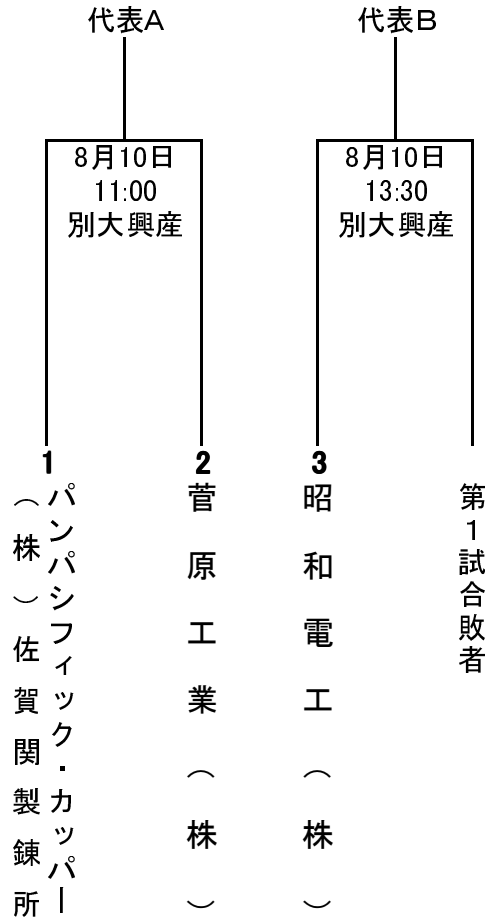 代表A
代表B
8月10日
11:00
別大興産
8月10日
13:30
別大興産
1
2
3
パンパシフィック・カッパー
（株）佐賀関製錬所
菅原工業（株）
昭和電工（株）
第1試合敗者